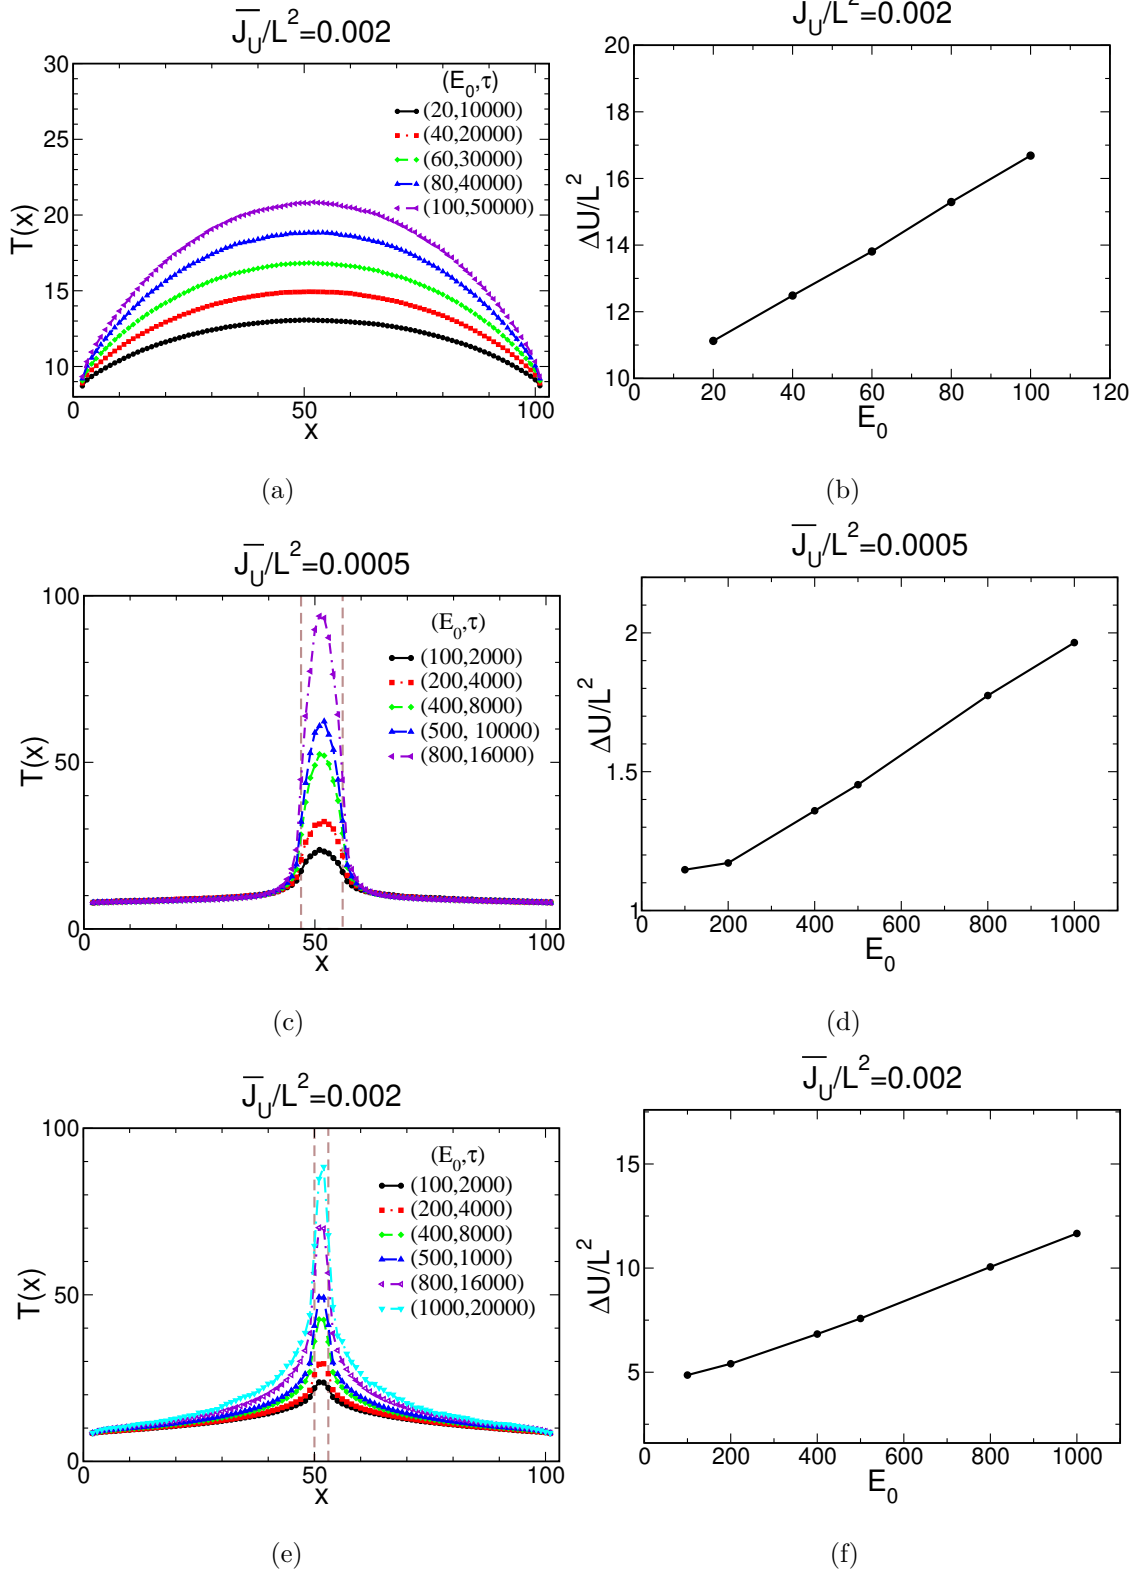 J_U/L^2=0.002
30
25
20
15
10
T(x)
(E_0,τ)
(20,10000)
(40,20000)
(60,30000)
(80,40000)
(100,50000)
0 50 100
x
(a)
J_U/L^2=0.002
20
18
16
14
12
10
ΔU/L^2
0 20 40 60 80 100 120
E_0
(b)
J_U/L^2=0.0005
100
50
0
T(x)
(E_0,τ)
(100,2000)
(200,4000)
(400,8000)
(500, 10000)
(800,16000)
0 50 100
x
(c)
J_U/L^2=0.0005
2
1.5
1
ΔU/L^2
0 200 400 600 800 1000
E_0
(d)
J_U/L^2=0.002
100
50
0
T(x)
(E_0,τ)
(100,2000)
(200,4000)
(400,8000)
(500,1000)
(800,16000)
(1000,20000)
0 50 100
x
(e)
J_U/L^2=0.002
15
10
5
ΔU/L^2
0 200 400 600 800 1000
E_0
(f)